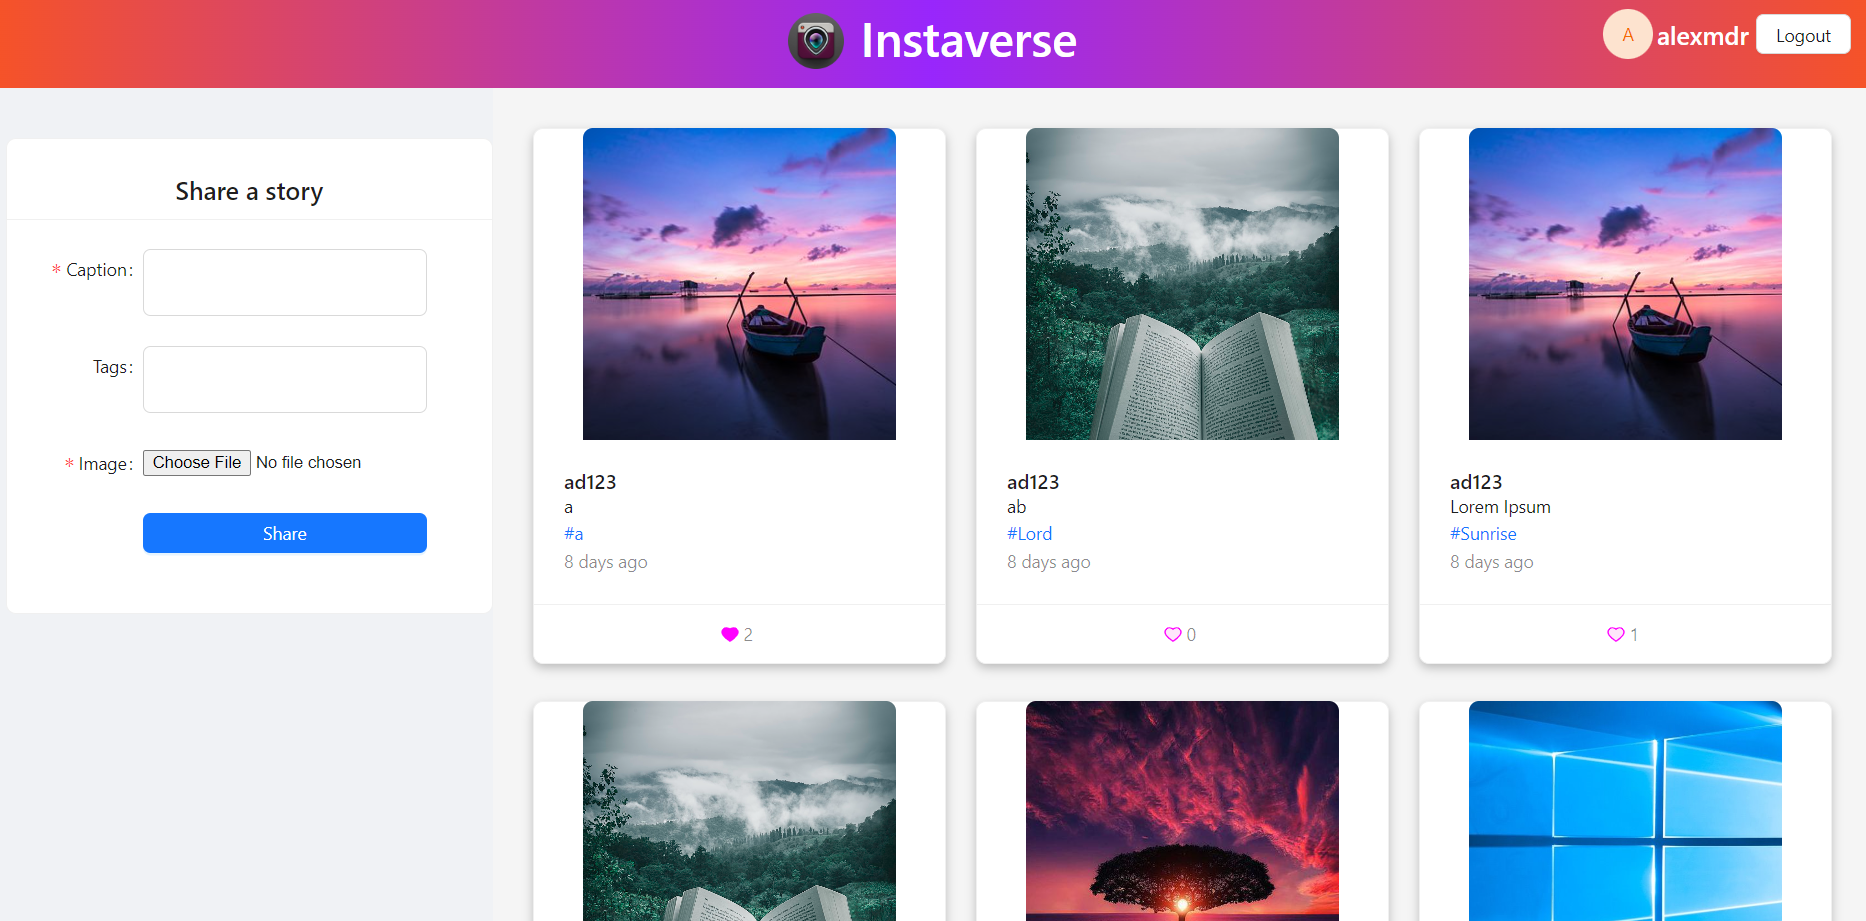 Instaverse
A alexmdr Logout
Share a story
* Caption:
Tags:
* Image: Choose File No file chosen
Share
ad123
a
#a
8 days ago
2
ad123
ab
#Lord
8 days ago
0
ad123
Lorem Ipsum
#Sunrise
8 days ago
1